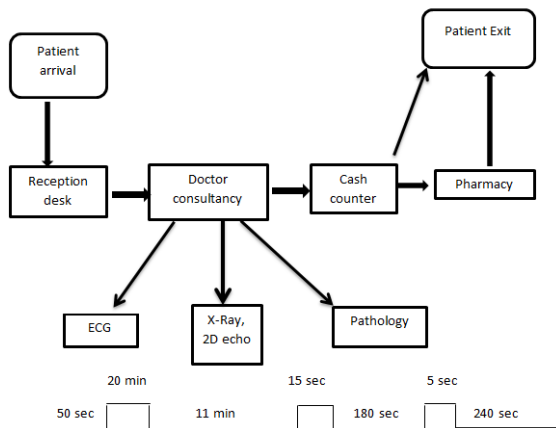 Patient
arrival
Patient Exit
Reception
desk
Doctor
consultancy
Cash
counter
Pharmacy
ECG
X-Ray,
2D echo
Pathology
20 min
15 sec
5 sec
50 sec
11 min
180 sec
240 sec